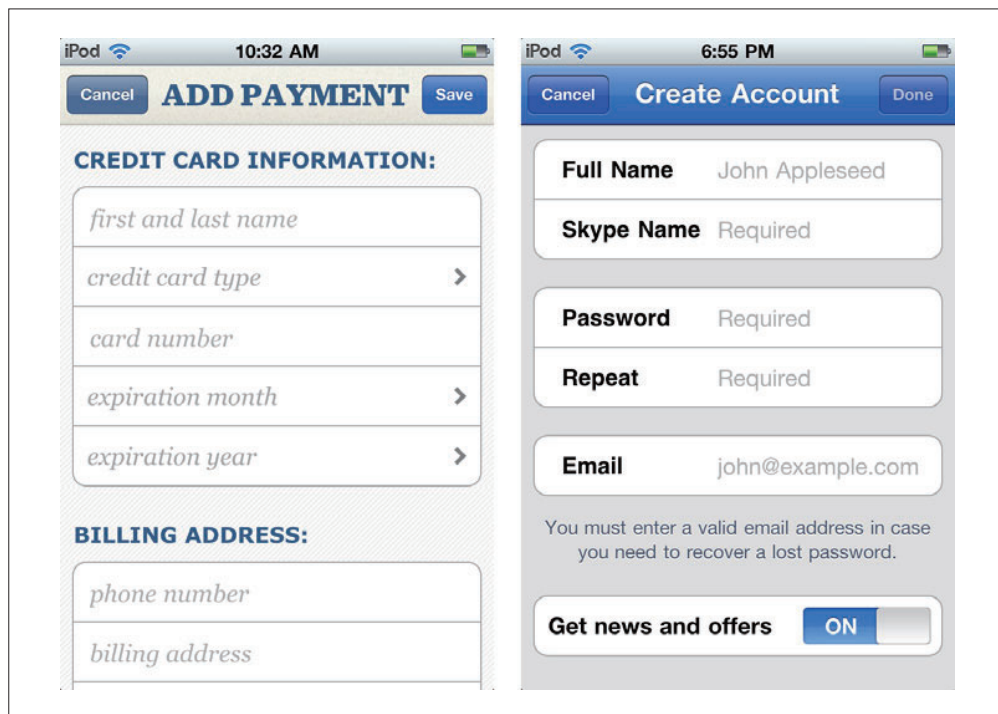 iPod 10:32 AM
Cancel ADD PAYMENT Save
CREDIT CARD INFORMATION:
first and last name
credit card type
card number
expiration month
expiration year
BILLING ADDRESS:
phone number
billing address
iPod 6:55 PM
Cancel Create Account Done
Full Name John Appleseed
Skype Name Required
Password Required
Repeat Required
Email john@example.com
You must enter a valid email address in case
you need to recover a lost password.
Get news and offers ON